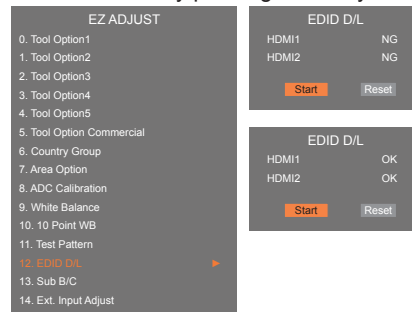 EZ ADJUST
0. Tool Option1
1. Tool Option2
2. Tool Option3
3. Tool Option4
4. Tool Option5
5. Tool Option Commercial
6. Country Group
7. Area Option
8. ADC Calibration
9. White Balance
10. 10 Point WB
11. Test Pattern
12. EDID D/L ►
13. Sub B/C
14. Ext. Input Adjust
EDID D/L
HDMI1 NG
HDMI2 NG
Start Reset
EDID D/L
HDMI1 OK
HDMI2 OK
Start Reset